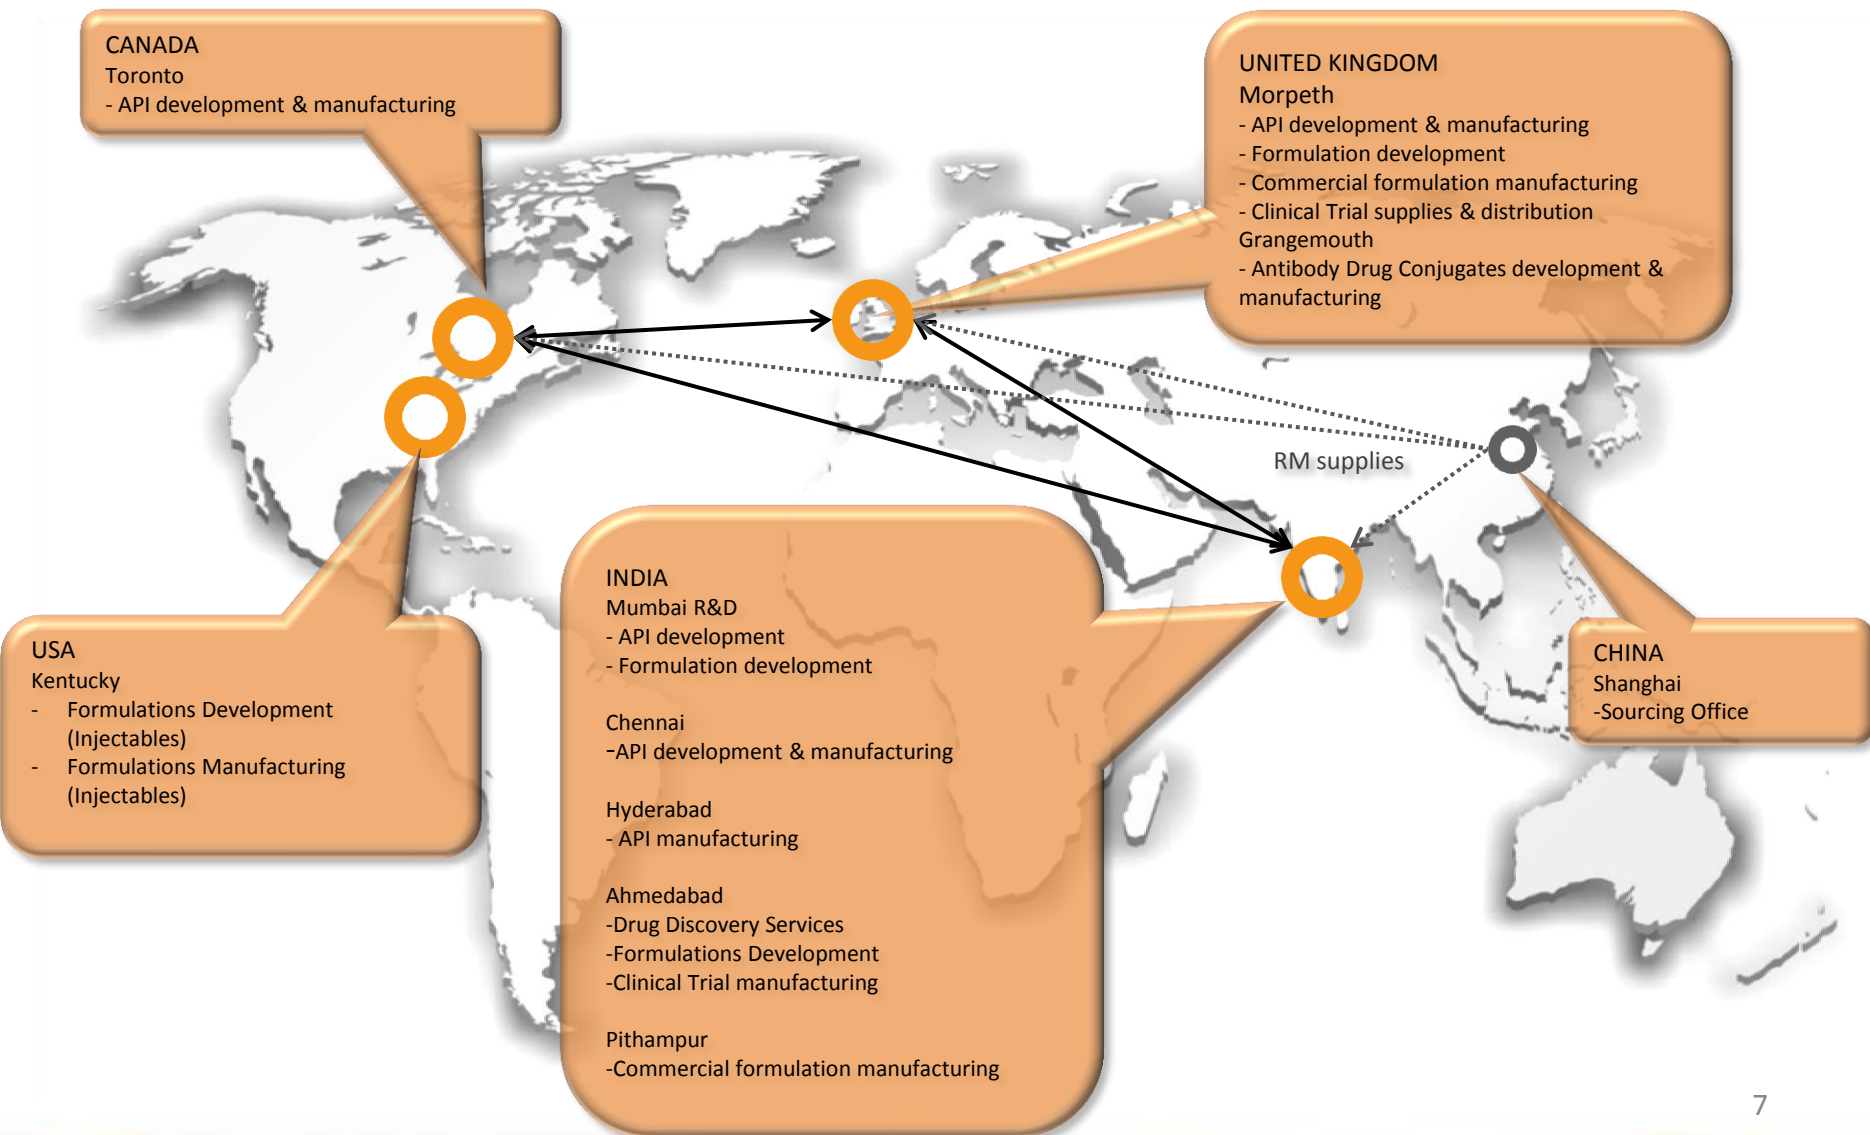 CANADA
Toronto
- API development & manufacturing
UNITED KINGDOM
Morpeth
- API development & manufacturing
- Formulation development
- Commercial formulation manufacturing
- Clinical Trial supplies & distribution
Grangemouth
- Antibody Drug Conjugates development &
manufacturing
RM supplies
USA
Kentucky
- Formulations Development
(Injectables)
- Formulations Manufacturing
(Injectables)
INDIA
Mumbai R&D
- API development
- Formulation development
Chennai
-API development & manufacturing
Hyderabad
- API manufacturing
Ahmedabad
-Drug Discovery Services
-Formulations Development
-Clinical Trial manufacturing
Pithampur
-Commercial formulation manufacturing
CHINA
Shanghai
-Sourcing Office
7